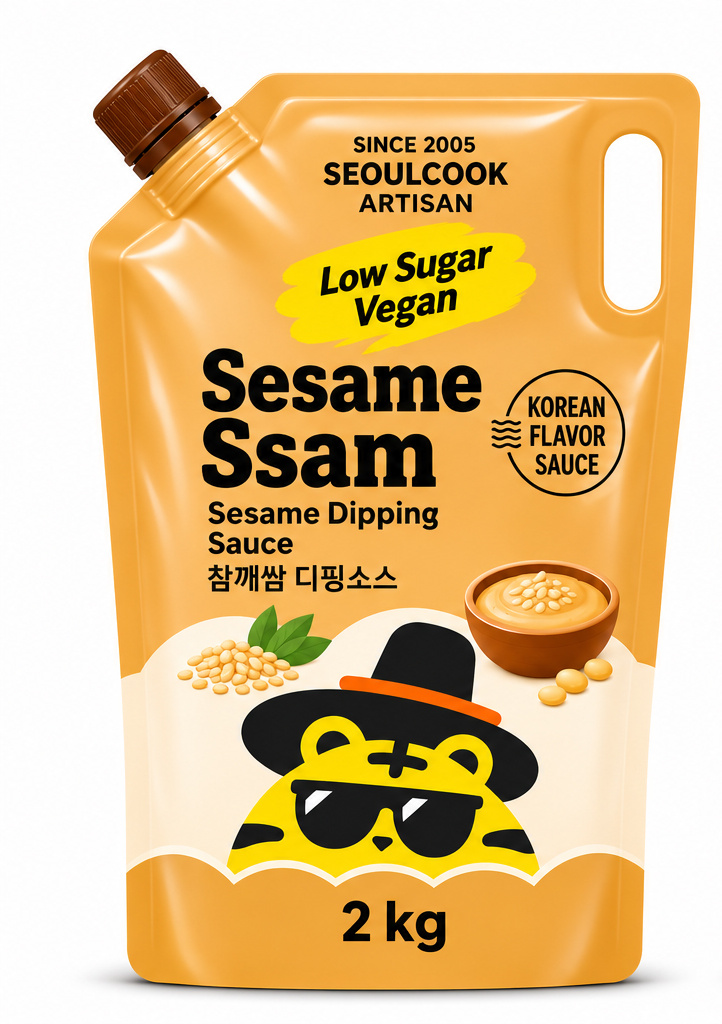 SINCE 2005
SEOULCOOK
ARTISAN
Low Sugar
Vegan
Sesame
Ssam
KOREAN
FLAVOR
SAUCE
Sesame Dipping
Sauce
참깨쌈 디핑소스
2 kg